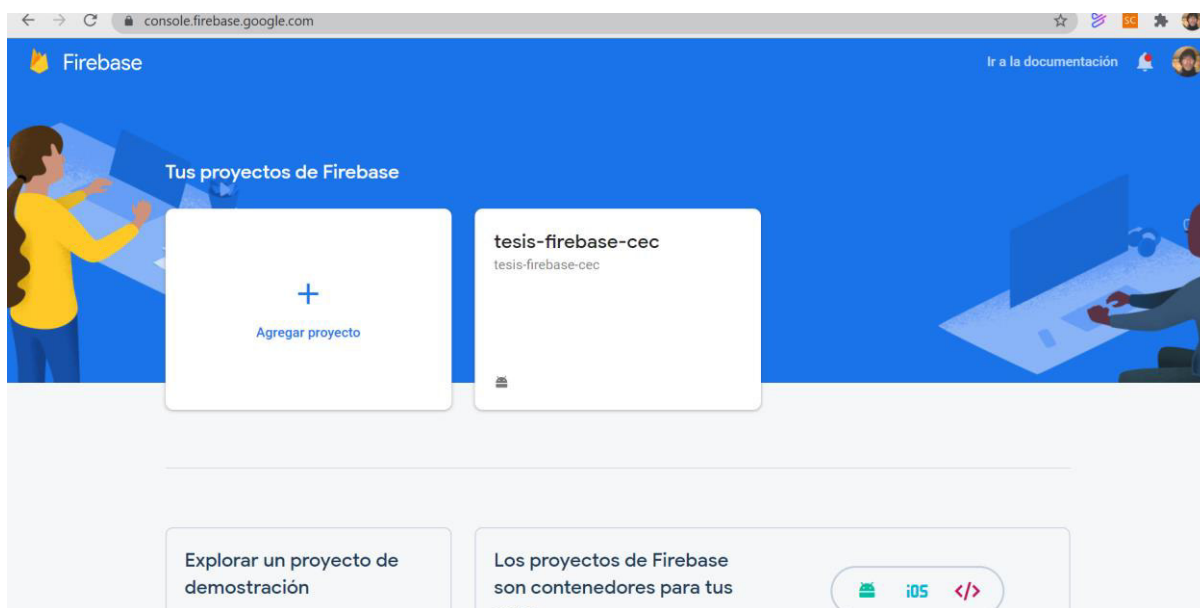 console.firebase.google.com
SC
Firebase
Ir a la documentación
Tus proyectos de Firebase
Agregar proyecto
tesis-firebase-cec
tesis-firebase-cec
Explorar un proyecto de
demostración
Los proyectos de Firebase
son contenedores para tus
iOS
</>